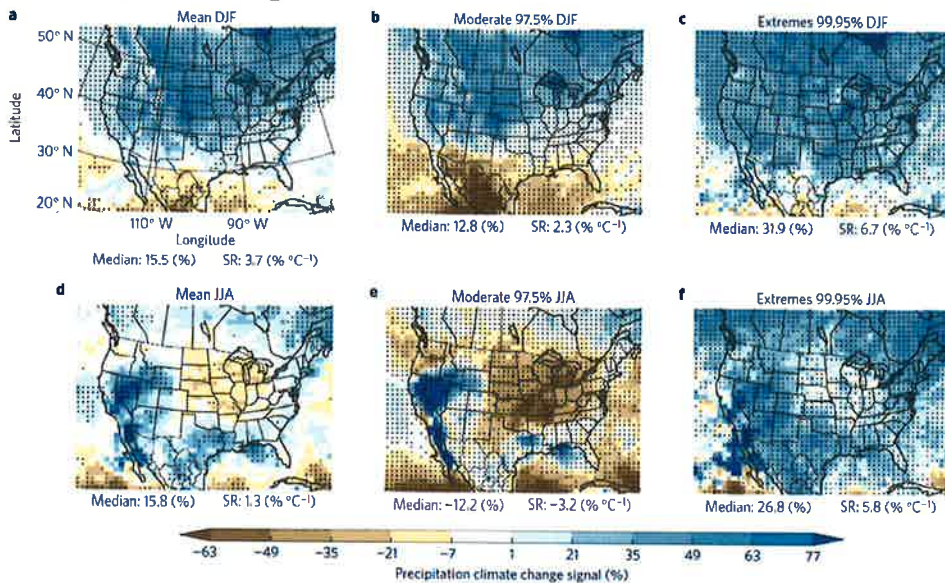 a Mean DJF
b Moderate 97.5% DJF
c Extremes 99.95% DJF
50° N
40° N
30° N
20° N
Latitude
110° W 90° W
Longitude
Median: 15.5 (%) SR: 3.7 (% °C⁻¹)
Median: 12.8 (%) SR: 2.3 (% °C⁻¹)
Median: 31.9 (%) SR: 6.7 (% °C⁻¹)
d Mean JJA
e Moderate 97.5% JJA
f Extremes 99.95% JJA
Median: 15.8 (%) SR: 1.3 (% °C⁻¹)
Median: −12.2 (%) SR: −3.2 (% °C⁻¹)
Median: 26.8 (%) SR: 5.8 (% °C⁻¹)
−63 −49 −35 −21 −7 1 21 35 49 63 77
Precipitation climate change signal (%)